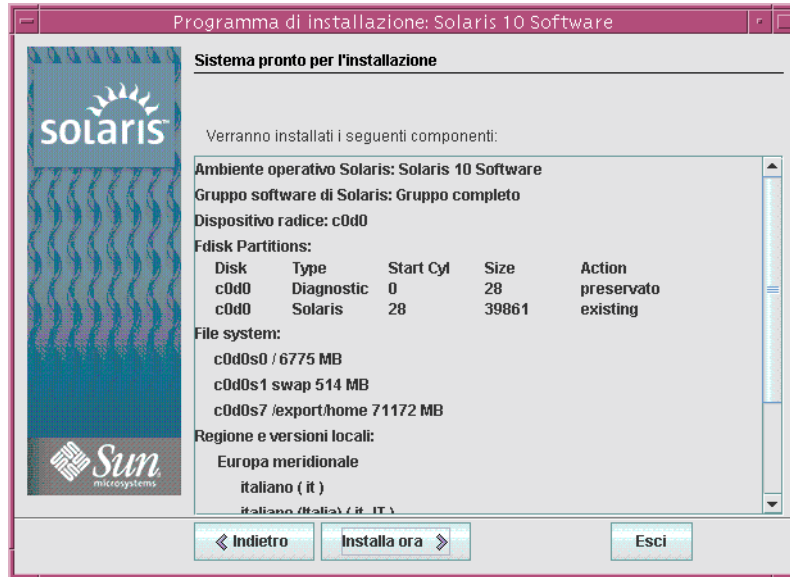 Programma di installazione: Solaris 10 Software
Sistema pronto per l'installazione
solaris
Verranno installati i seguenti componenti:
Ambiente operativo Solaris: Solaris 10 Software
Gruppo software di Solaris: Gruppo completo
Dispositivo radice: c0d0
Fdisk Partitions:
Disk Type Start Cyl Size Action
c0d0 Diagnostic 0 28 preservato
c0d0 Solaris 28 39861 existing
File system:
c0d0s0 / 6775 MB
c0d0s1 swap 514 MB
c0d0s7 /export/home 71172 MB
Regione e versioni locali:
Europa meridionale
italiano ( it )
italiano (Italia) ( it_IT )
Sun
microsystems
Indietro
Installa ora
Esci